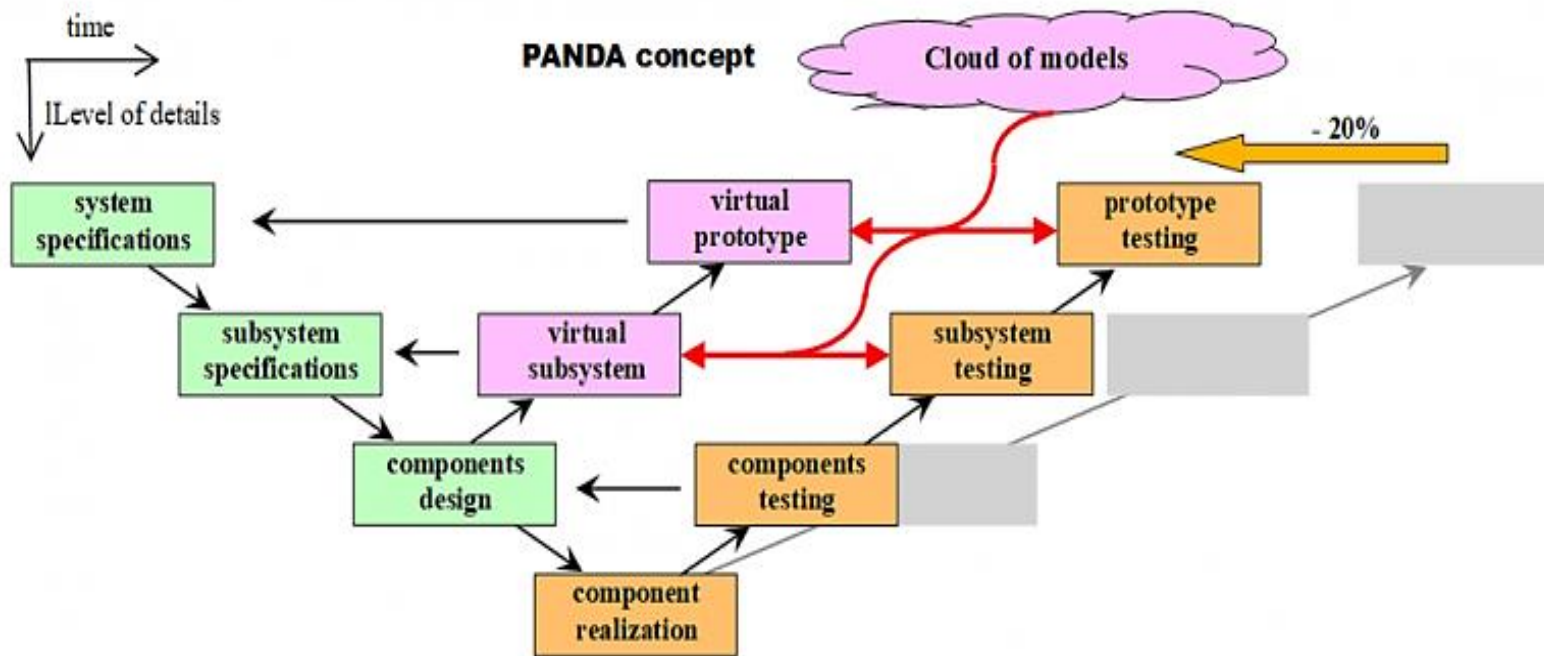 time
lLevel of details
PANDA concept
Cloud of models
- 20%
system
specifications
virtual
prototype
prototype
testing
subsystem
specifications
virtual
subsystem
subsystem
testing
components
design
components
testing
component
realization